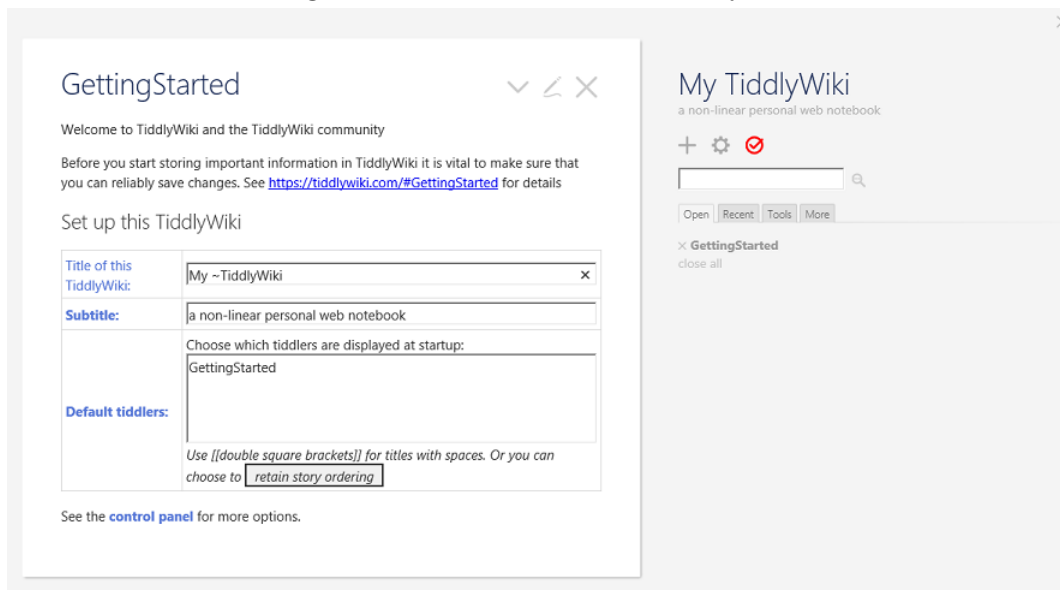 GettingStarted
Welcome to TiddlyWiki and the TiddlyWiki community
Before you start storing important information in TiddlyWiki it is vital to make sure that
you can reliably save changes. See https://tiddlywiki.com/#GettingStarted for details
Set up this TiddlyWiki
Title of this
TiddlyWiki:
My ~TiddlyWiki
Subtitle:
a non-linear personal web notebook
Default tiddlers:
Choose which tiddlers are displayed at startup:
GettingStarted
Use [[double square brackets]] for titles with spaces. Or you can
choose to retain story ordering
See the control panel for more options.
My TiddlyWiki
a non-linear personal web notebook
Open Recent Tools More
× GettingStarted
close all